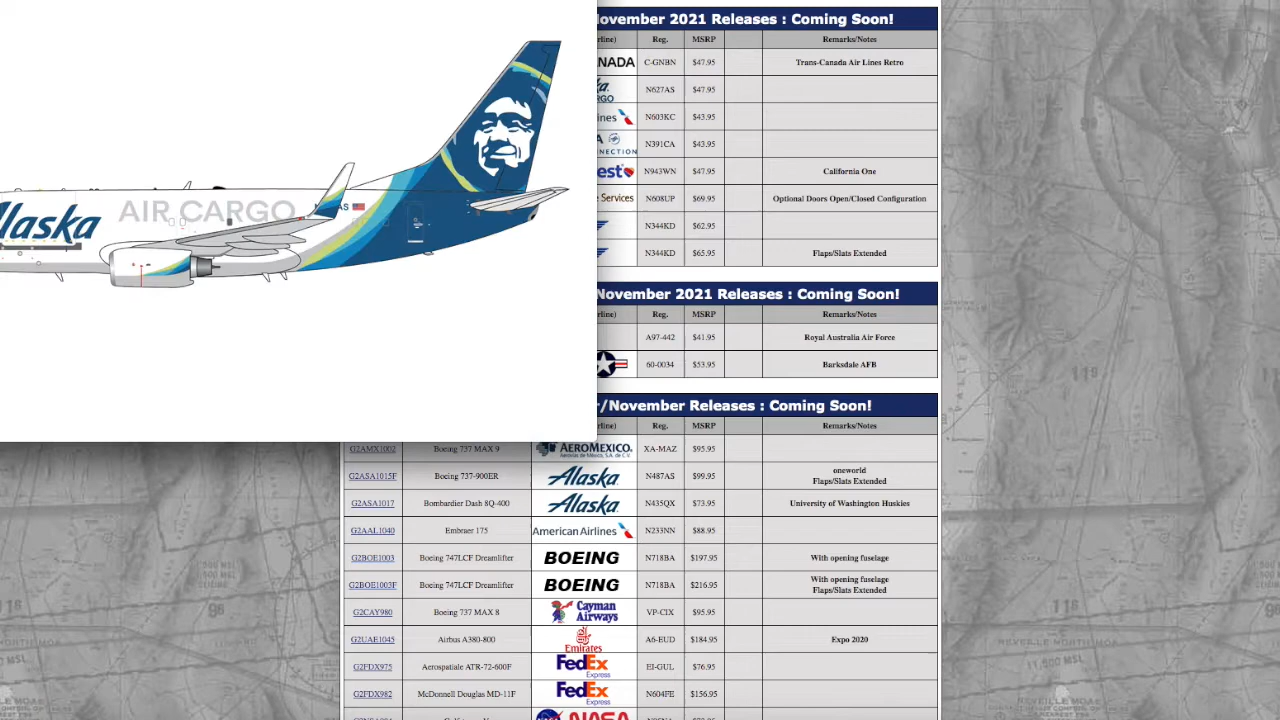 November 2021 Releases : Coming Soon!
Reg. MSRP Remarks/Notes
NADA C-GNBN $47.95 Trans-Canada Air Lines Retro
N627AS $47.95
N603KC $43.95
N391CA $43.95
N943WN $47.95 California One
Services N608UP $69.95 Optional Doors Open/Closed Configuration
N344KD $62.95
N344KD $65.95 Flaps/Slats Extended
Alaska AIR CARGO
November 2021 Releases : Coming Soon!
Reg. MSRP Remarks/Notes
A97-442 $41.95 Royal Australia Air Force
60-0034 $53.95 Barksdale AFB
/November Releases : Coming Soon!
Reg. MSRP Remarks/Notes
G2AMX1002 Boeing 737 MAX 9 AEROMEXICO. XA-MAZ $95.95
G2ASA1015F Boeing 737-900ER Alaska N487AS $99.95 oneworld
Flaps/Slats Extended
G2ASA1017 Bombardier Dash 8Q-400 Alaska N435QX $73.95 University of Washington Huskies
G2AAL1040 Embraer 175 American Airlines N233NN $88.95
G2BOE1003 Boeing 747LCF Dreamlifter BOEING N718BA $197.95 With opening fuselage
G2BOE1003F Boeing 747LCF Dreamlifter BOEING N718BA $216.95 With opening fuselage
Flaps/Slats Extended
G2CAY980 Boeing 737 MAX 8 Cayman Airways VP-CIX $95.95
G2UAE1045 Airbus A380-800 Emirates A6-EUD $184.95 Expo 2020
G2FDX975 Aerospatiale ATR-72-600F FedEx Express EI-GUL $76.95
G2FDX982 McDonnell Douglas MD-11F FedEx Express N604FE $156.95
NASA